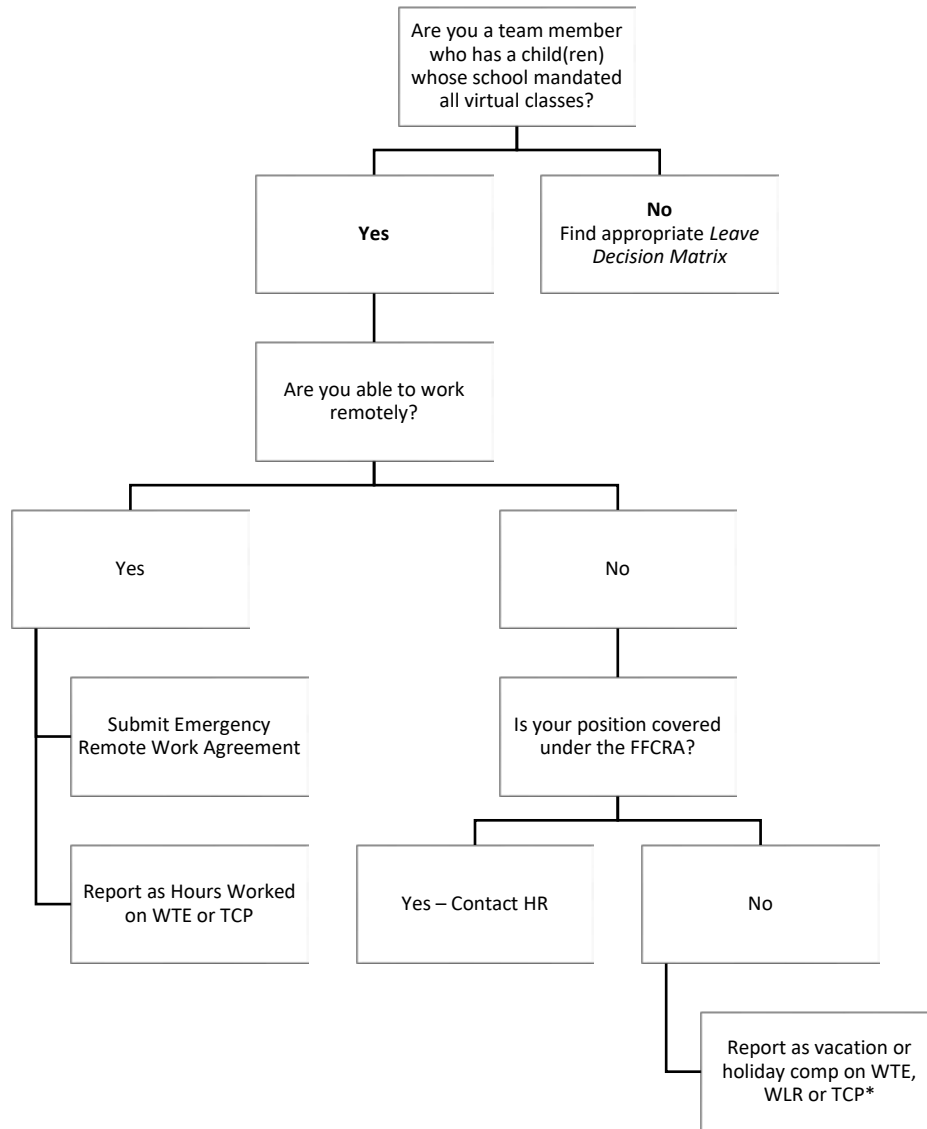 Are you a team member
who has a child(ren)
whose school mandated
all virtual classes?
Yes
No
Find appropriate Leave
Decision Matrix
Are you able to work
remotely?
Yes
No
Submit Emergency
Remote Work Agreement
Is your position covered
under the FFCRA?
Report as Hours Worked
on WTE or TCP
Yes – Contact HR
No
Report as vacation or
holiday comp on WTE,
WLR or TCP*